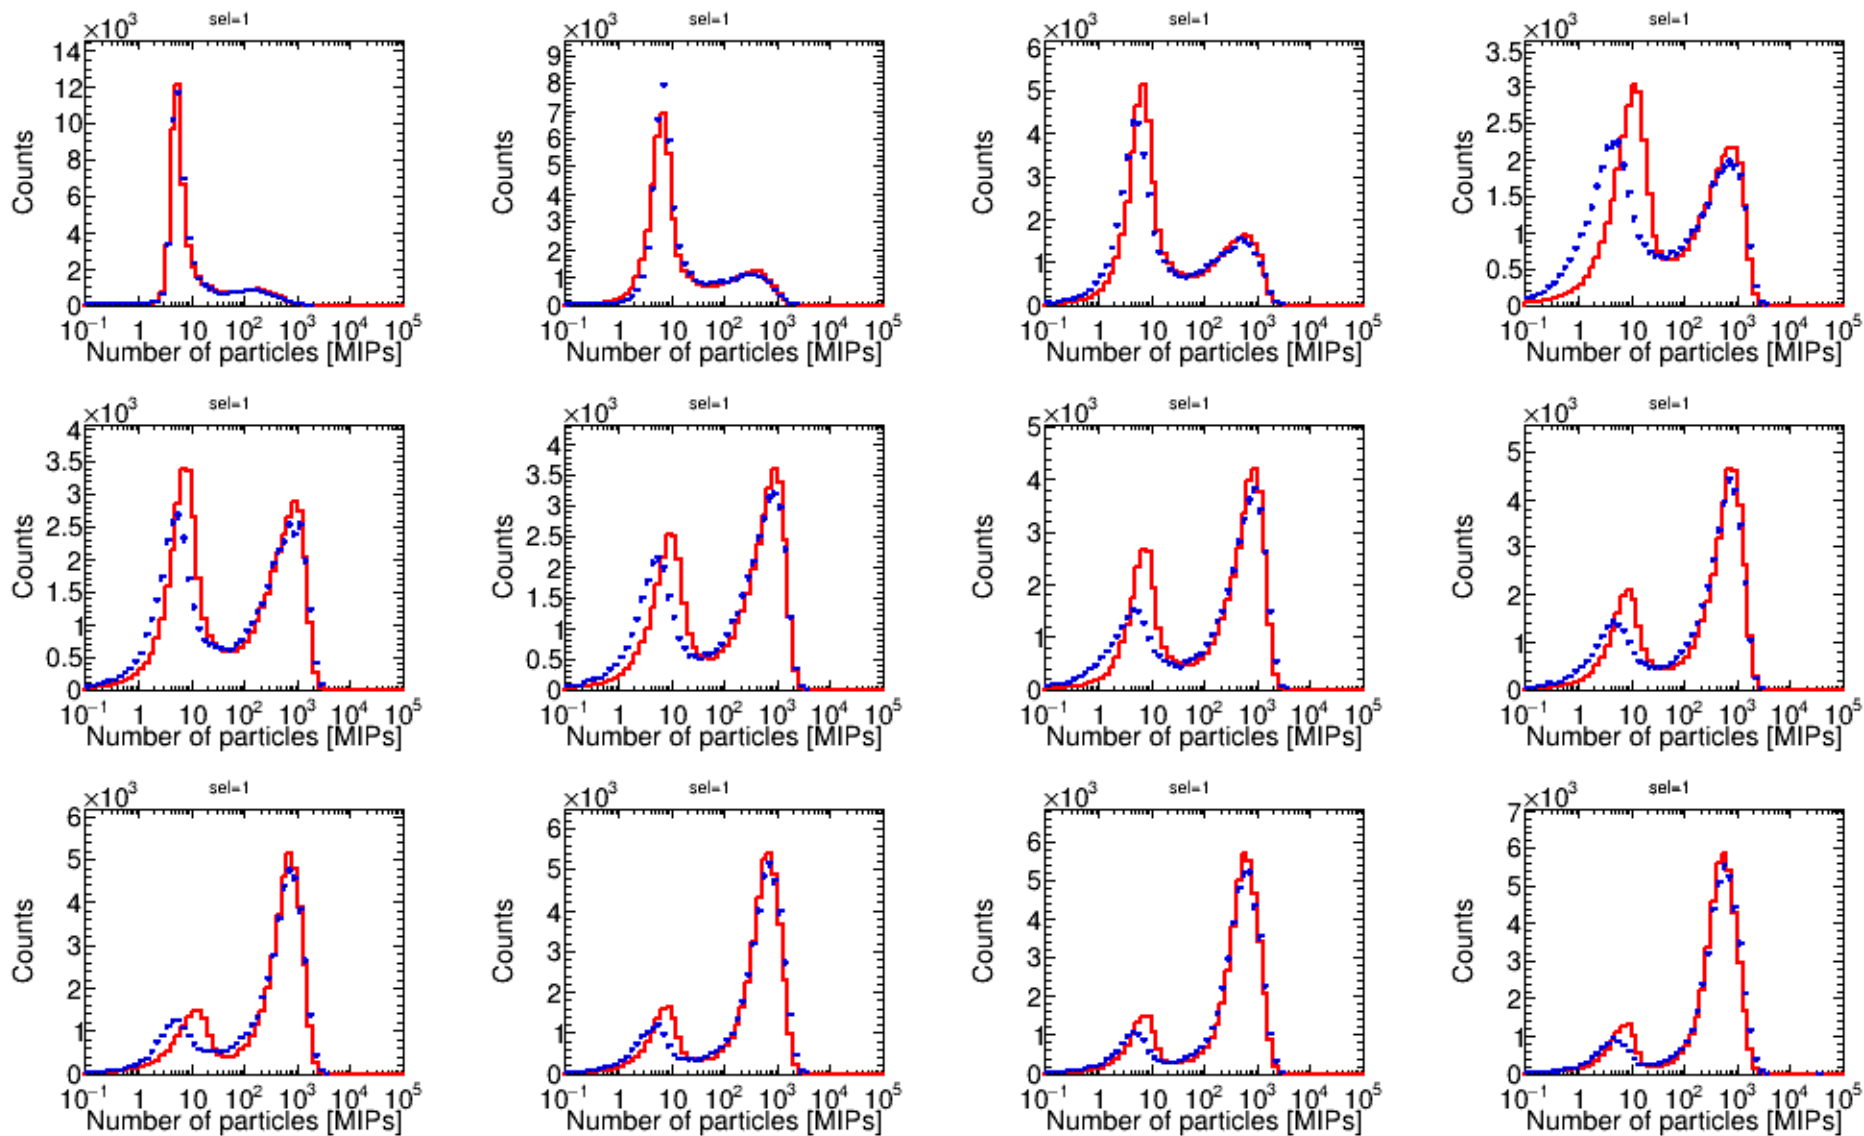 ×10³ sel=1 ×10³ sel=1 ×10³ sel=1 ×10³ sel=1
14 12 10 8 6 4 2 0 Counts
9 8 7 6 5 4 3 2 1 0 Counts
6 5 4 3 2 1 0 Counts
3.5 3 2.5 2 1.5 1 0.5 0 Counts
10⁻¹ 1 10 10² 10³ 10⁴ 10⁵ 10⁻¹ 1 10 10² 10³ 10⁴ 10⁵ 10⁻¹ 1 10 10² 10³ 10⁴ 10⁵ 10⁻¹ 1 10 10² 10³ 10⁴ 10⁵
Number of particles [MIPs] Number of particles [MIPs] Number of particles [MIPs] Number of particles [MIPs]
×10³ sel=1 ×10³ sel=1 ×10³ sel=1 ×10³ sel=1
4 3.5 3 2.5 2 1.5 1 0.5 0 Counts
4 3.5 3 2.5 2 1.5 1 0.5 0 Counts
5 4 3 2 1 0 Counts
5 4 3 2 1 0 Counts
10⁻¹ 1 10 10² 10³ 10⁴ 10⁵ 10⁻¹ 1 10 10² 10³ 10⁴ 10⁵ 10⁻¹ 1 10 10² 10³ 10⁴ 10⁵ 10⁻¹ 1 10 10² 10³ 10⁴ 10⁵
Number of particles [MIPs] Number of particles [MIPs] Number of particles [MIPs] Number of particles [MIPs]
×10³ sel=1 ×10³ sel=1 ×10³ sel=1 ×10³ sel=1
6 5 4 3 2 1 0 Counts
6 5 4 3 2 1 0 Counts
6 5 4 3 2 1 0 Counts
7 6 5 4 3 2 1 0 Counts
10⁻¹ 1 10 10² 10³ 10⁴ 10⁵ 10⁻¹ 1 10 10² 10³ 10⁴ 10⁵ 10⁻¹ 1 10 10² 10³ 10⁴ 10⁵ 10⁻¹ 1 10 10² 10³ 10⁴ 10⁵
Number of particles [MIPs] Number of particles [MIPs] Number of particles [MIPs] Number of particles [MIPs]